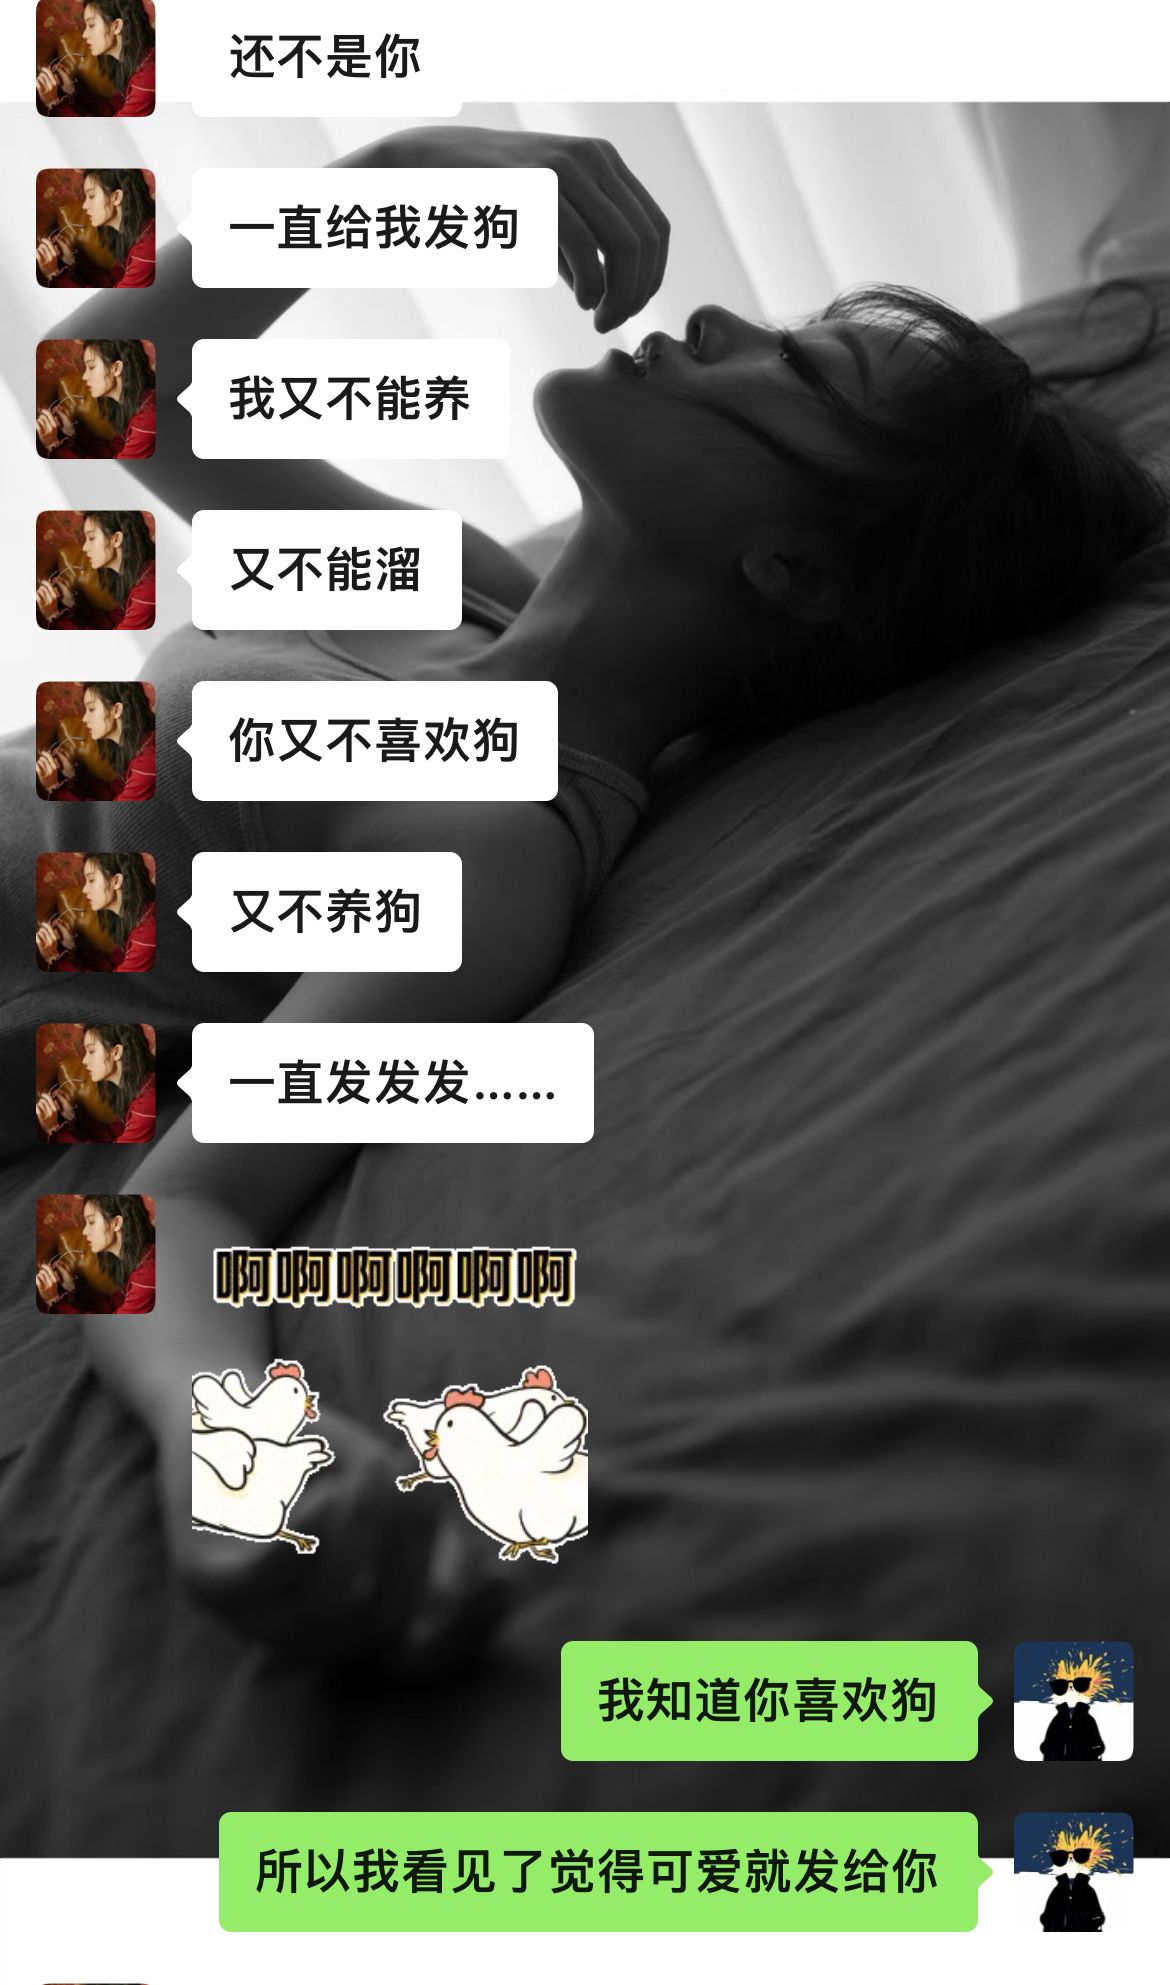 还不是你
一直给我发狗
我又不能养
又不能溜
你又不喜欢狗
又不养狗
一直发发发……
啊啊啊啊啊啊
我知道你喜欢狗
所以我看见了觉得可爱就发给你